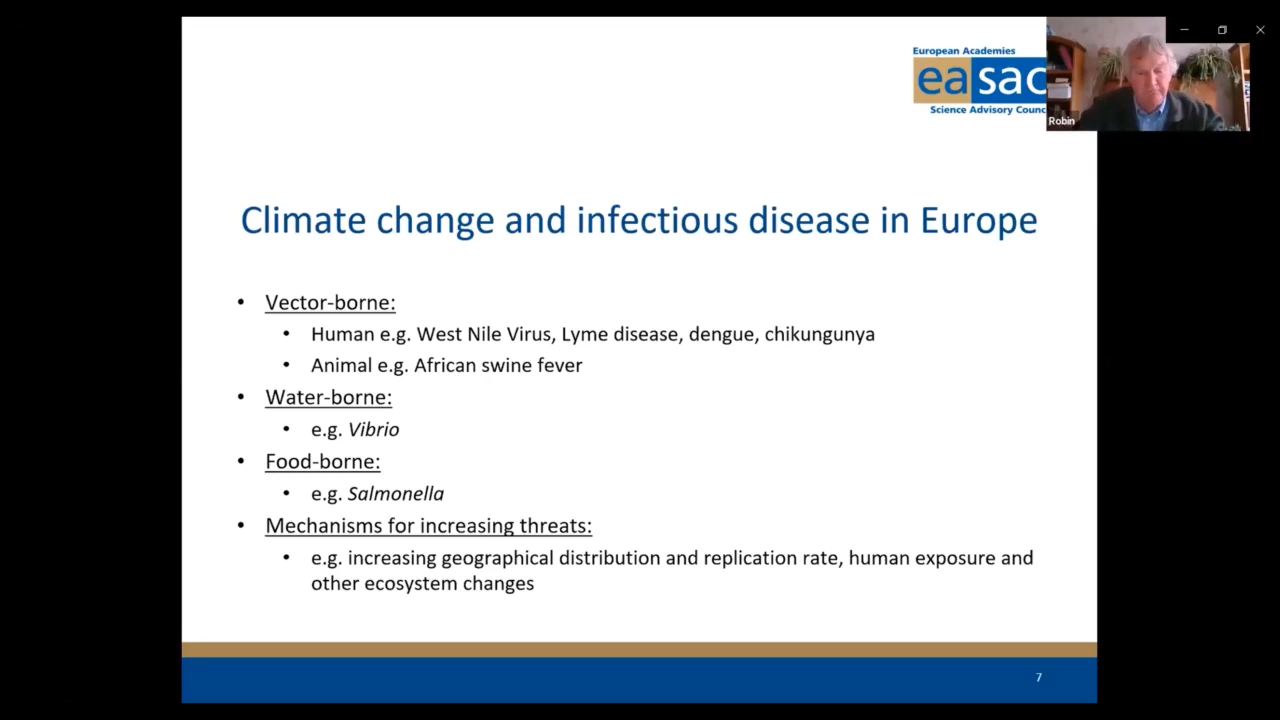 European Academies
easac
Science Advisory Counc
Robin
Climate change and infectious disease in Europe
• Vector-borne:
• Human e.g. West Nile Virus, Lyme disease, dengue, chikungunya
• Animal e.g. African swine fever
• Water-borne:
• e.g. Vibrio
• Food-borne:
• e.g. Salmonella
• Mechanisms for increasing threats:
• e.g. increasing geographical distribution and replication rate, human exposure and
other ecosystem changes
7